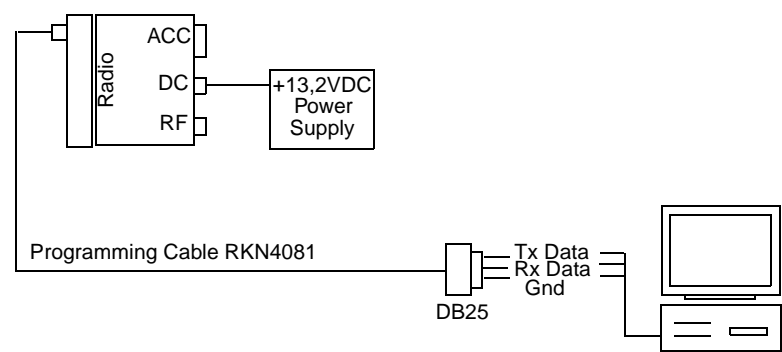 ACC
Radio
DC
RF
+13,2VDC
Power
Supply
Programming Cable RKN4081
DB25
Tx Data
Rx Data
Gnd